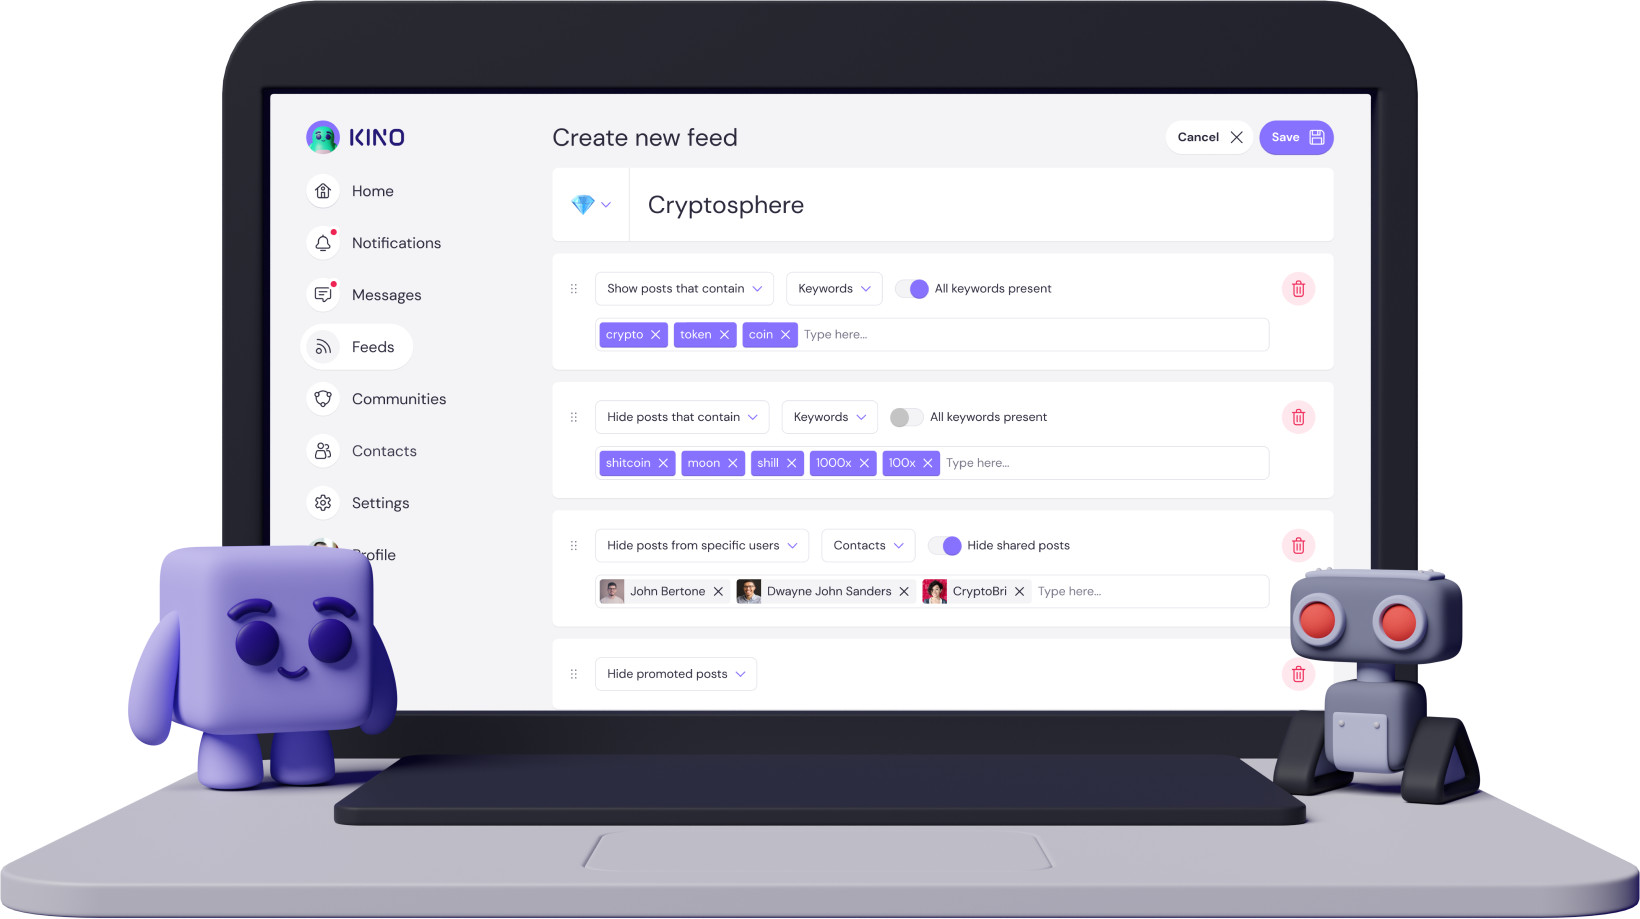 KINO
Home
Notifications
Messages
Feeds
Communities
Contacts
Settings
rofile
Create new feed
Cancel
Save
Cryptosphere
Show posts that contain Keywords All keywords present
crypto token coin Type here...
Hide posts that contain Keywords All keywords present
shitcoin moon shill 1000x 100x Type here...
Hide posts from specific users Contacts Hide shared posts
John Bertone Dwayne John Sanders CryptoBri Type here...
Hide promoted posts